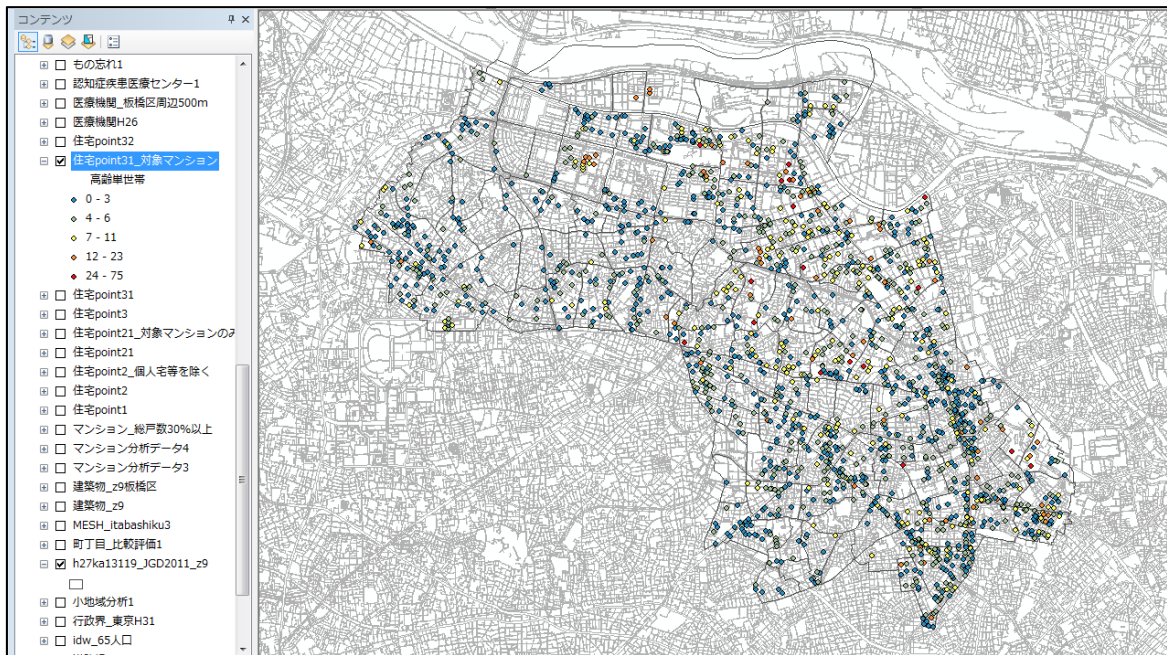 コンテンツ
もの忘れ1
認知症疾患医療センター1
医療機関_板橋区周辺500m
医療機関H26
住宅point32
住宅point31_対象マンション
高齢単世帯
0 - 3
4 - 6
7 - 11
12 - 23
24 - 75
住宅point31
住宅point3
住宅point21_対象マンションのみ
住宅point21
住宅point2_個人宅等を除く
住宅point2
住宅point1
マンション_総戸数30%以上
マンション分析データ4
マンション分析データ3
建築物_z9板橋区
建築物_z9
MESH_itabashiku3
町丁目_比較評価1
h27ka13119_JGD2011_z9
小地域分析1
行政界_東京H31
idw_65人口